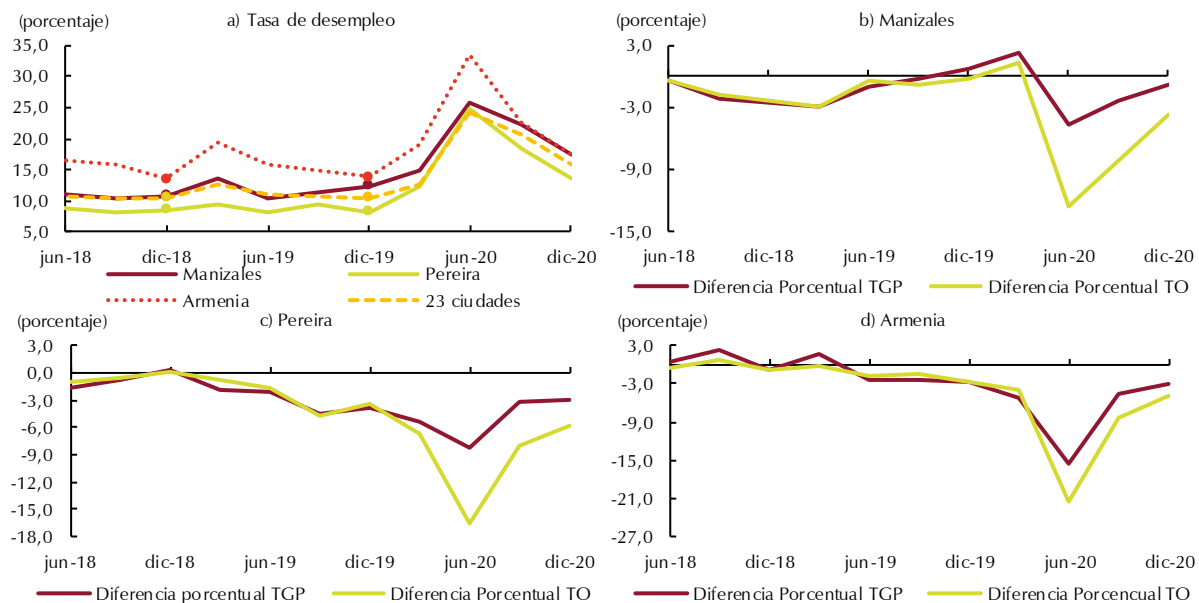 (porcentaje)
a) Tasa de desempleo
35,0
30,0
25,0
20,0
15,0
10,0
5,0
jun-18
dic-18
jun-19
dic-19
jun-20
dic-20
Manizales
Pereira
Armenia
23 ciudades
(porcentaje)
b) Manizales
3,0
-3,0
-9,0
-15,0
jun-18
dic-18
jun-19
dic-19
jun-20
dic-20
Diferencia Porcentual TGP
Diferencia Porcentual TO
(porcentaje)
c) Pereira
3,0
0,0
-3,0
-6,0
-9,0
-12,0
-15,0
-18,0
jun-18
dic-18
jun-19
dic-19
jun-20
dic-20
Diferencia porcentual TGP
Diferencia Porcentual TO
(porcentaje)
d) Armenia
3,0
-3,0
-9,0
-15,0
-21,0
-27,0
jun-18
dic-18
jun-19
dic-19
jun-20
dic-20
Diferencia Porcentual TGP
Diferencia Porcencual TO